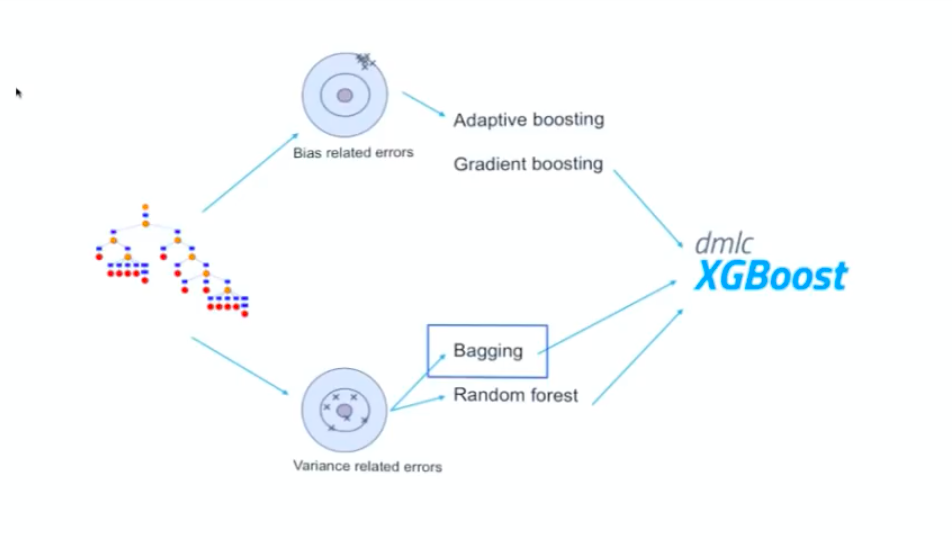 Adaptive boosting
Bias related errors
Gradient boosting
dmlc
XGBoost
Bagging
Random forest
Variance related errors